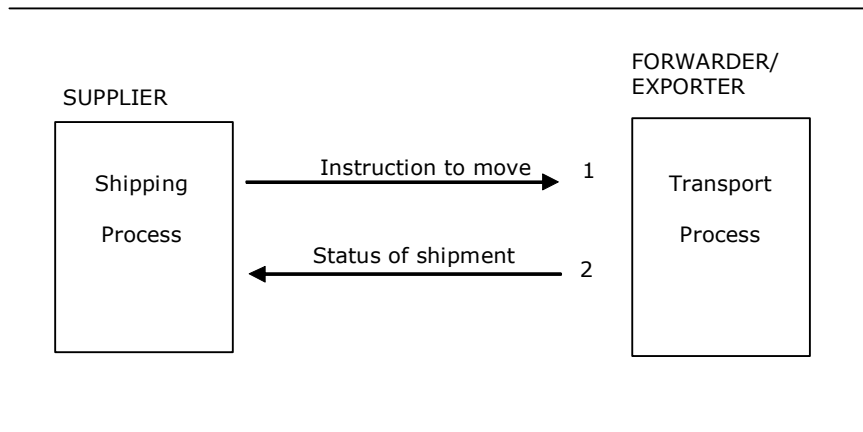 FORWARDER/
EXPORTER
SUPPLIER
Instruction to move 1
Shipping
Transport
Process
Process
Status of shipment
2